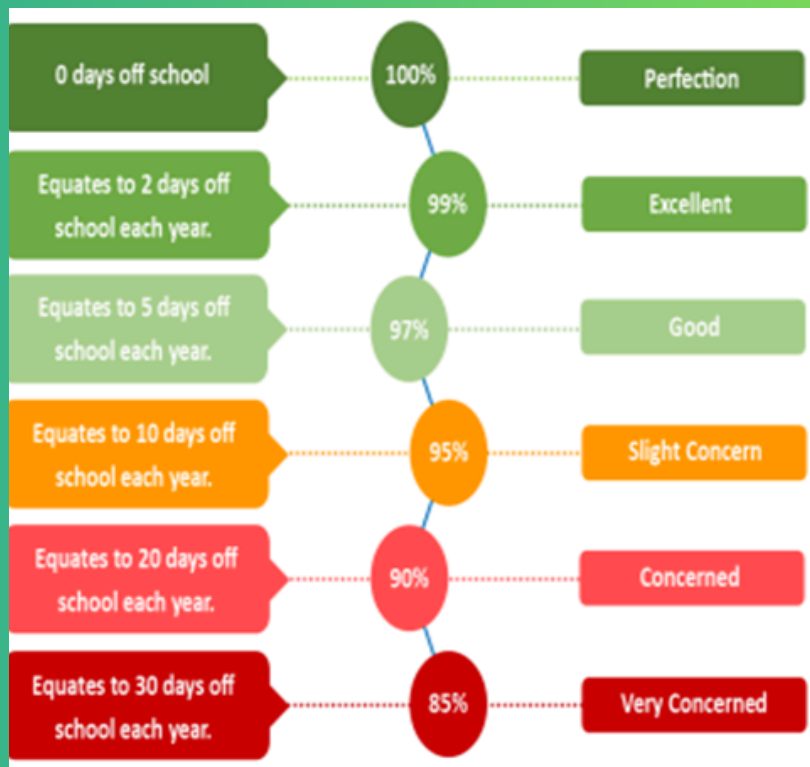 0 days off school
100%
Perfection
Equates to 2 days off
school each year.
99%
Excellent
Equates to 5 days off
school each year.
97%
Good
Equates to 10 days off
school each year.
95%
Slight Concern
Equates to 20 days off
school each year.
90%
Concerned
Equates to 30 days off
school each year.
85%
Very Concerned